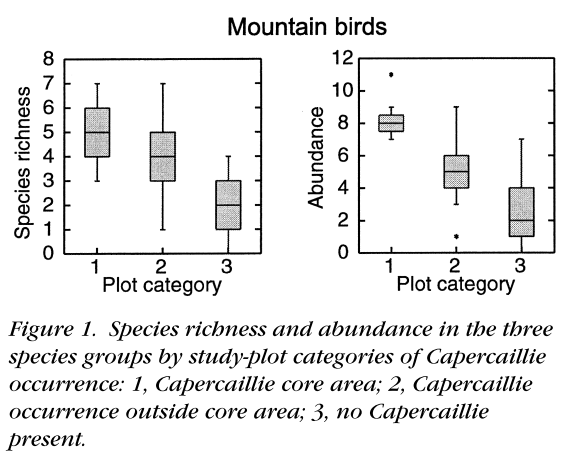 Mountain birds
Species richness
8
7
6
5
4
3
2
1
0
1 2 3
Plot category
Abundance
12
10
8
6
4
2
0
1 2 3
Plot category
Figure 1. Species richness and abundance in the three
species groups by study-plot categories of Capercaillie
occurrence: 1, Capercaillie core area; 2, Capercaillie
occurrence outside core area; 3, no Capercaillie
present.